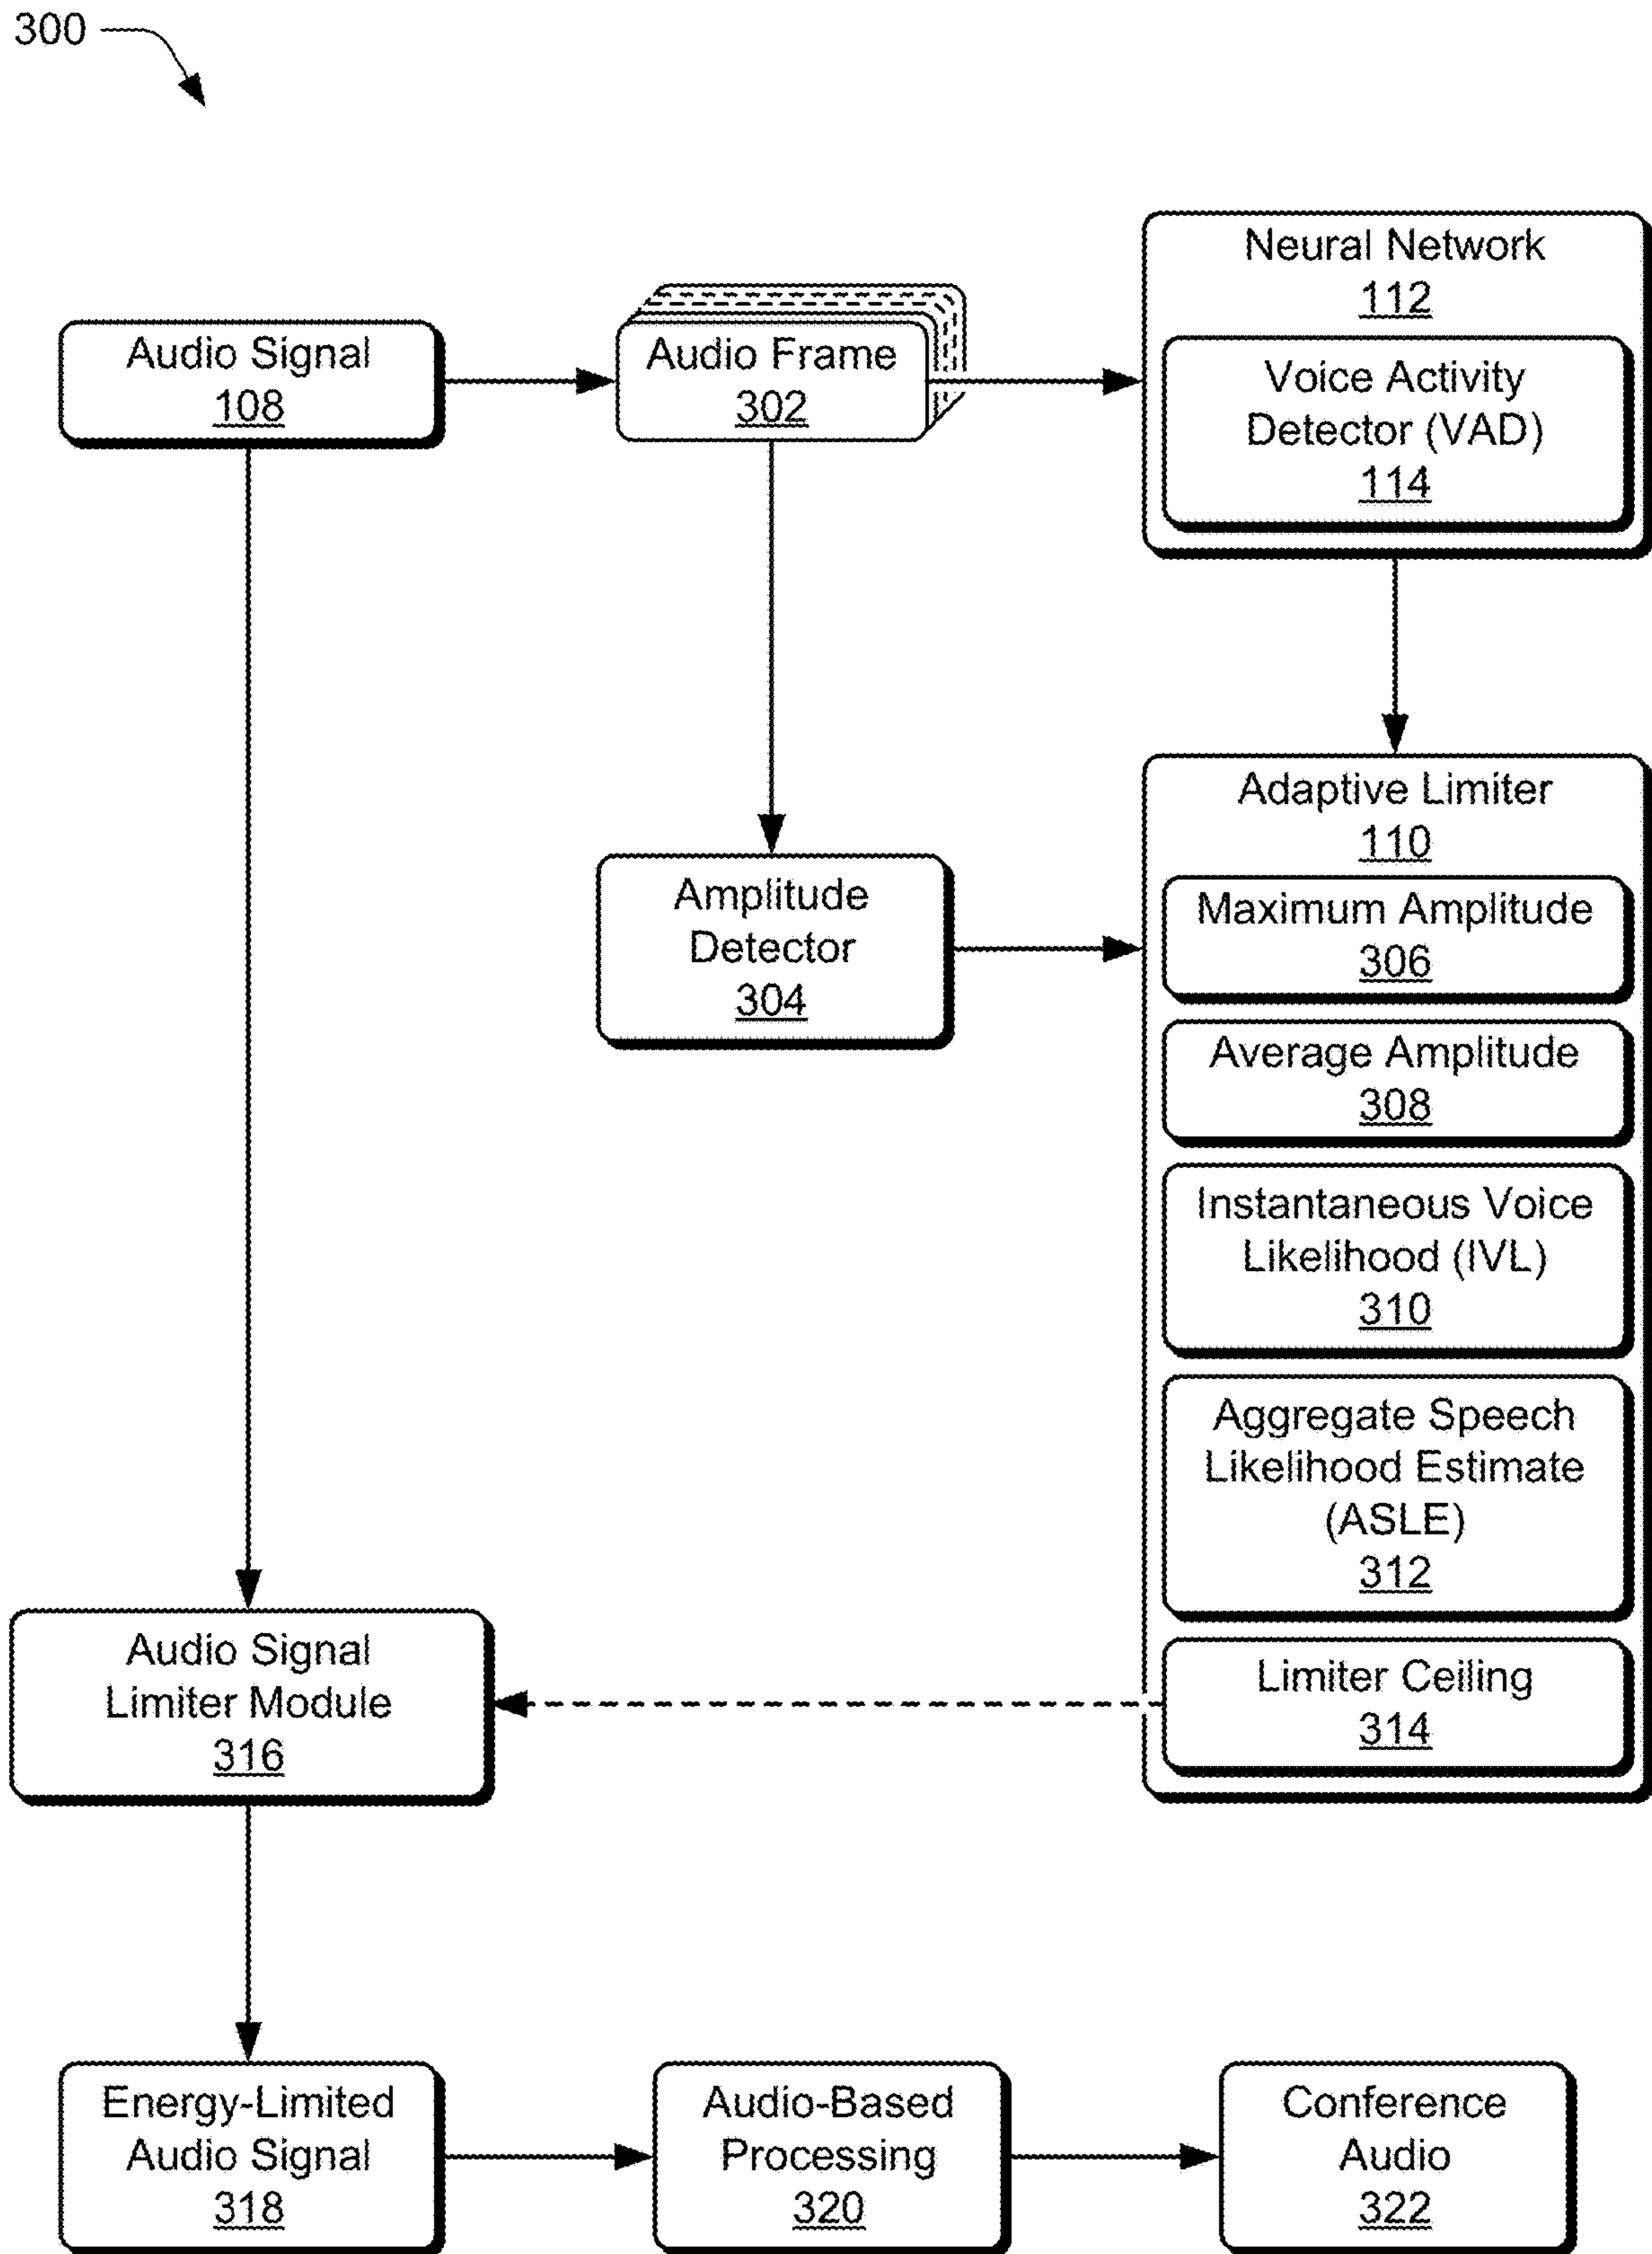 300
Audio Signal
108
Audio Frame
302
Neural Network
112
Voice Activity
Detector (VAD)
114
Amplitude
Detector
304
Adaptive Limiter
110
Maximum Amplitude
306
Average Amplitude
308
Instantaneous Voice
Likelihood (IVL)
310
Aggregate Speech
Likelihood Estimate
(ASLE)
312
Limiter Ceiling
314
Audio Signal
Limiter Module
316
Energy-Limited
Audio Signal
318
Audio-Based
Processing
320
Conference
Audio
322